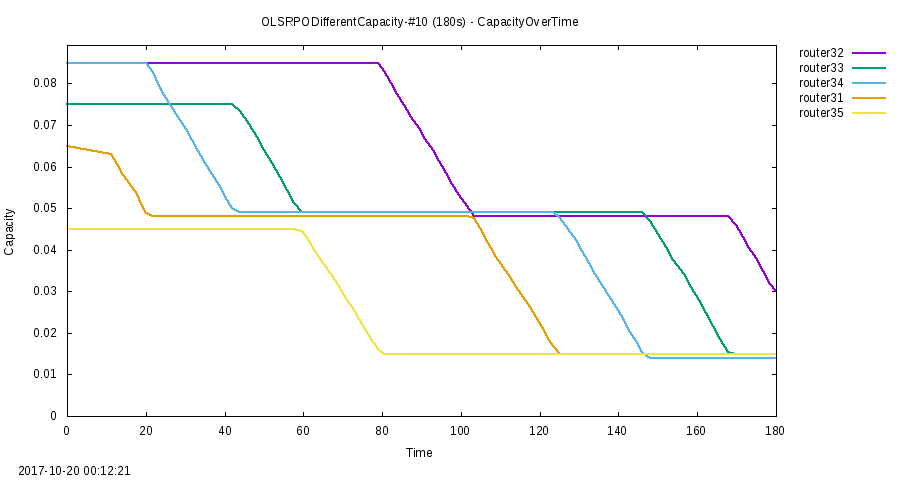 OLSRPODifferentCapacity-#10 (180s) - CapacityOverTime
router32
router33
router34
router31
router35
Capacity
0.08
0.07
0.06
0.05
0.04
0.03
0.02
0.01
0
0 20 40 60 80 100 120 140 160 180
Time
2017-10-20 00:12:21